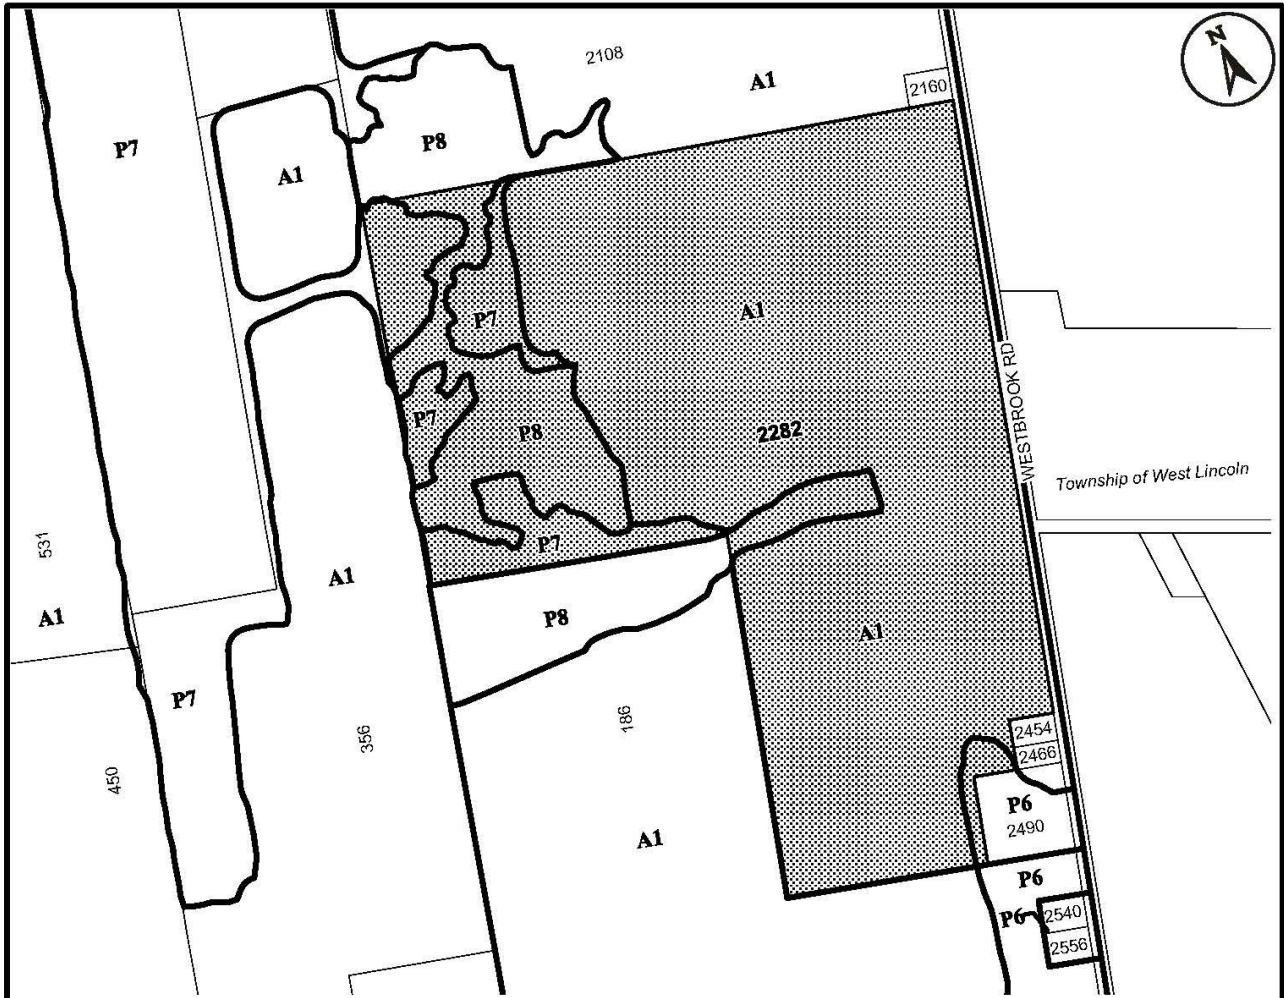 N
2108
A1
2160
P7
P8
A1
A1
P7
WESTBROOK RD
P7
P8
2282
Township of West Lincoln
531
P7
A1
A1
P8
A1
P7
186
356
2454
2466
450
P6
2490
A1
P6
P6
2540
2556